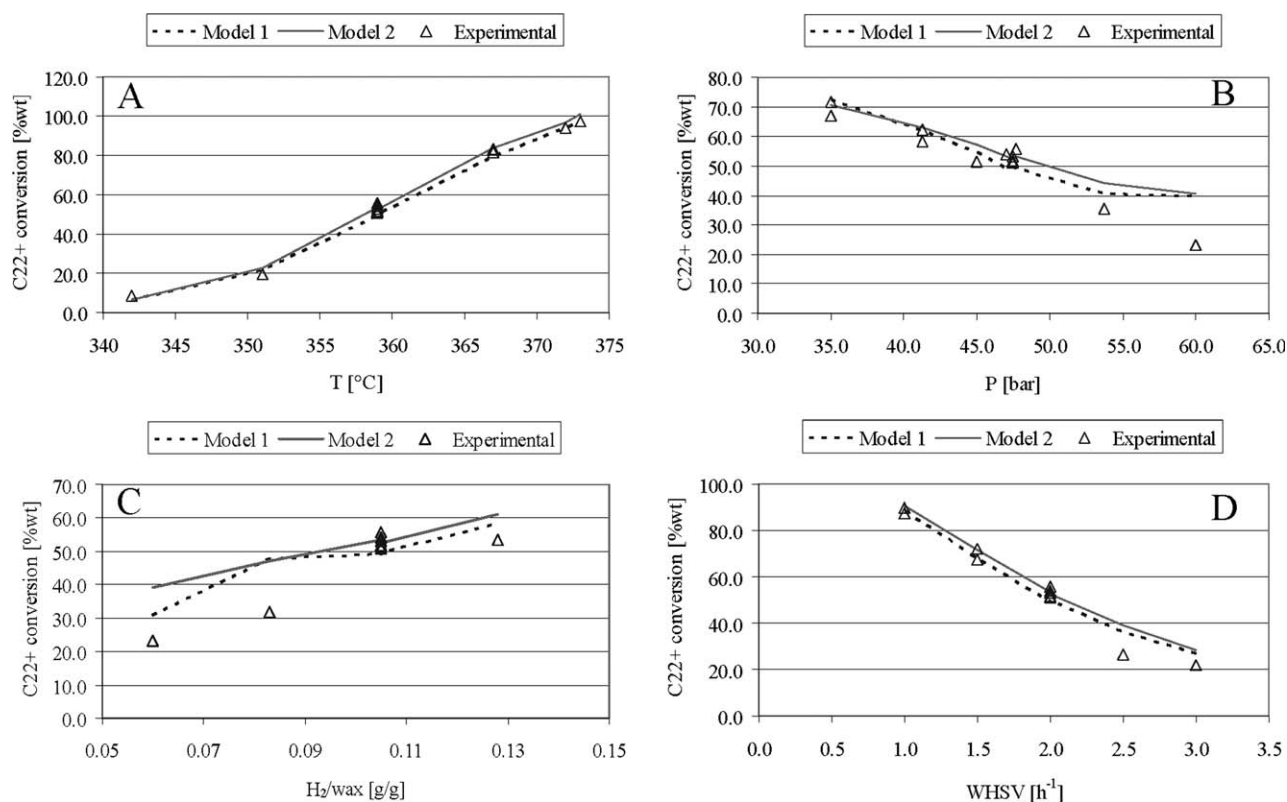 Model 1 Model 2 Experimental
A
C22+ conversion [%wt]
120.0
100.0
80.0
60.0
40.0
20.0
0.0
340 345 350 355 360 365 370 375
T [°C]
Model 1 Model 2 Experimental
B
C22+ conversion [%wt]
80.0
70.0
60.0
50.0
40.0
30.0
20.0
10.0
0.0
30.0 35.0 40.0 45.0 50.0 55.0 60.0 65.0
P [bar]
Model 1 Model 2 Experimental
C
C22+ conversion [%wt]
70.0
60.0
50.0
40.0
30.0
20.0
10.0
0.0
0.05 0.07 0.09 0.11 0.13 0.15
H₂/wax [g/g]
Model 1 Model 2 Experimental
D
C22+ conversion [%wt]
100.0
80.0
60.0
40.0
20.0
0.0
0.0 0.5 1.0 1.5 2.0 2.5 3.0 3.5
WHSV [h⁻¹]